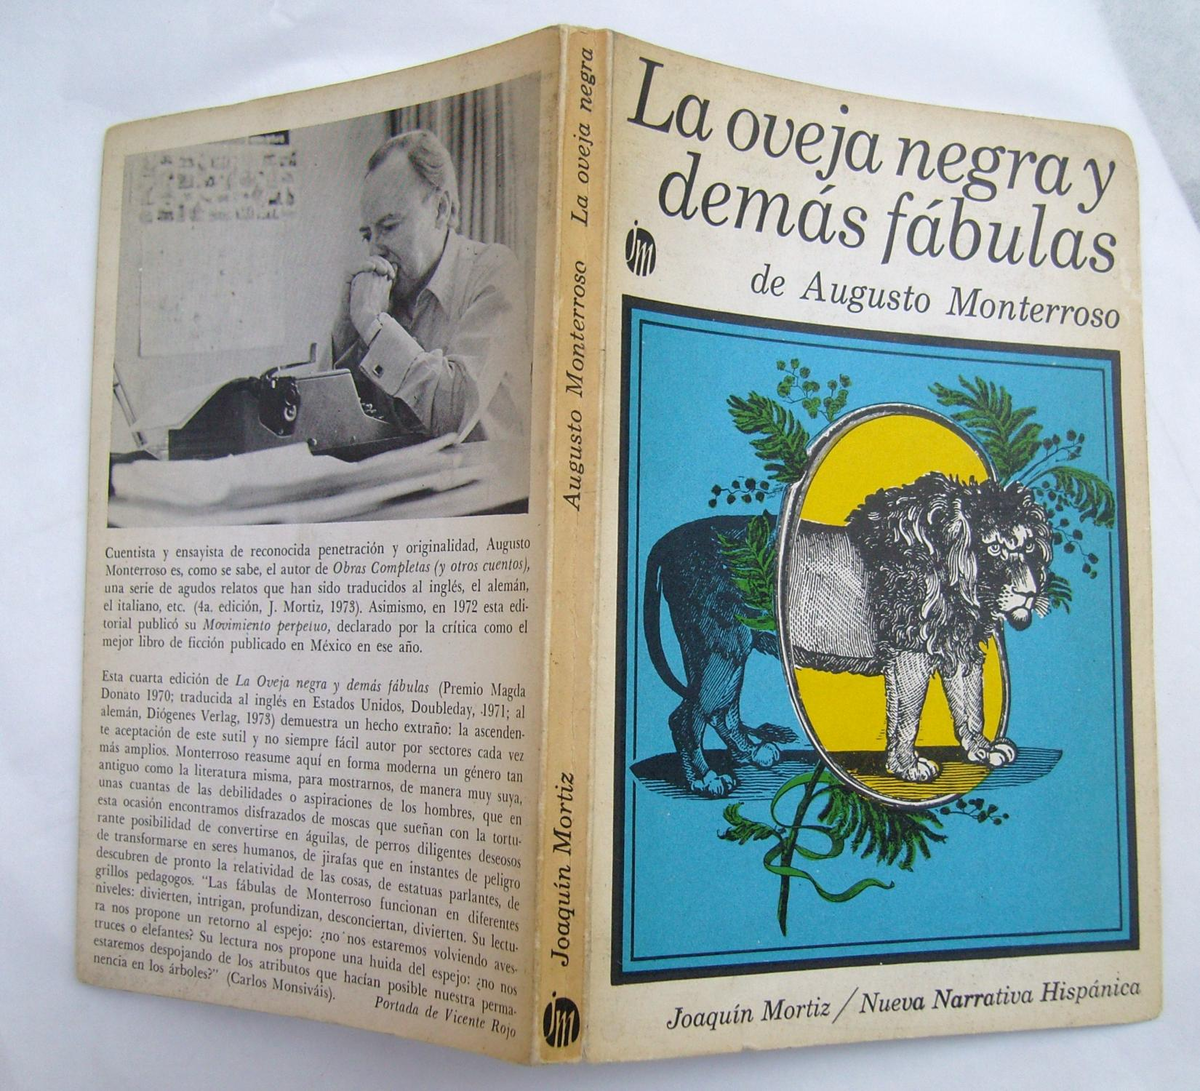 Cuentista y ensayista de reconocida penetración y originalidad, Augusto
Monterroso es, como se sabe, el autor de Obras Completas (y otros cuentos),
una serie de agudos relatos que han sido traducidos al inglés, el alemán,
el italiano, etc. (4a. edición, J. Mortiz, 1973). Asimismo, en 1972 esta edi-
torial publicó su Movimiento perpetuo, declarado por la crítica como el
mejor libro de ficción publicado en México en ese año.
Esta cuarta edición de La Oveja negra y demás fábulas (Premio Magda
Donato 1970; traducida al inglés en Estados Unidos, Doubleday, 1971; al
alemán, Diógenes Verlag, 1973) demuestra un hecho extraño: la ascenden-
te aceptación de este sutil y no siempre fácil autor por sectores cada vez
más amplios. Monterroso reasume aquí en forma moderna un género tan
antiguo como la literatura misma, para mostrarnos, de manera muy suya,
unas cuantas de las debilidades o aspiraciones de los hombres, que en
esta ocasión encontramos disfrazados de moscas que sueñan con la tortu-
rante posibilidad de convertirse en águilas, de perros diligentes deseosos
de transformarse en seres humanos, de jirafas que en instantes de peligro
descubren de pronto la relatividad de las cosas, de estatuas parlantes, de
grillos pedagogos. "Las fábulas de Monterroso funcionan en diferentes
niveles: divierten, intrigan, profundizan, desconciertan, divierten. Su lectu-
ra nos propone un retorno al espejo: ¿no nos estaremos volviendo aves-
truces o elefantes? Su lectura nos propone una huida del espejo: ¿no nos
estaremos despojando de los atributos que hacían posible nuestra perma-
nencia en los árboles?" (Carlos Monsiváis).
Portada de Vicente Rojo
Joaquín Mortiz Augusto Monterroso La oveja negra
jm
La oveja negra y
demás fábulas
jm
de Augusto Monterroso
Joaquín Mortiz / Nueva Narrativa Hispánica